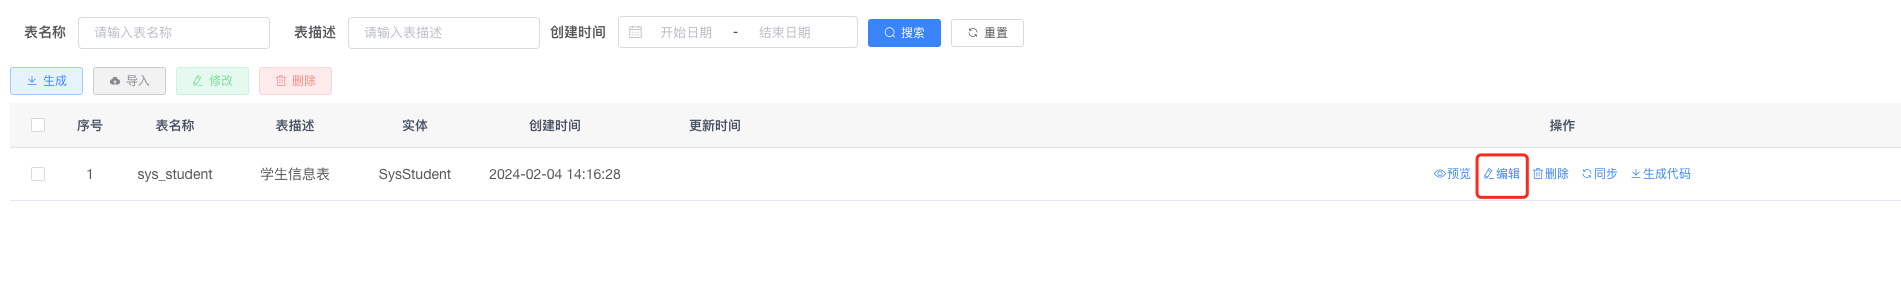 表名称 请输入表名称 表描述 请输入表描述 创建时间 开始日期 - 结束日期 搜索 重置
生成 导入 修改 删除
序号 表名称 表描述 实体 创建时间 更新时间 操作
1 sys_student 学生信息表 SysStudent 2024-02-04 14:16:28 预览 编辑 删除 同步 生成代码